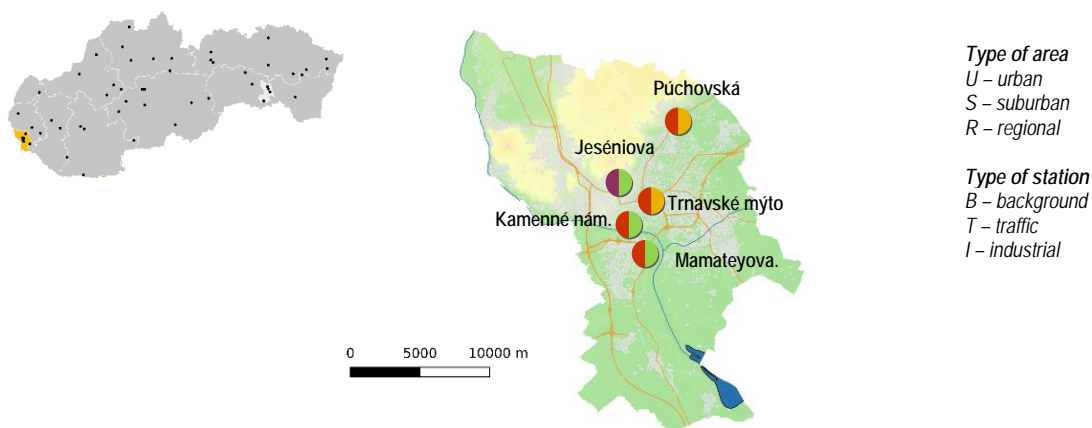 Púchovská
Jeséniova
Trnavské mýto
Kamenné nám.
Mamateyova.
0 5000 10000 m
Type of area
U – urban
S – suburban
R – regional
Type of station
B – background
T – traffic
I – industrial